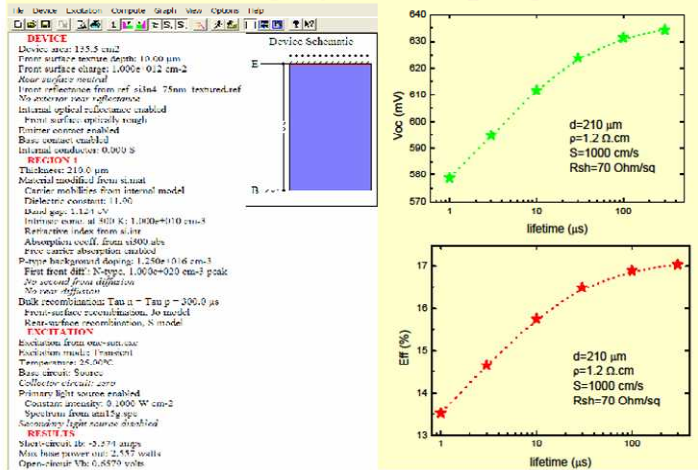 File Device Excitation Compute Graph View Options Help
DEVICE
Device area: 135.5 cm2
Front surface texture depth: 10.00 µm
Front surface charge: 1.000e+012 cm-2
Rear surface neutral
Front reflectance from ref_si3n4_75nm_textured.ref
No exterior rear reflectance
Internal optical reflectance enabled
Front surface optically rough
Emitter contact enabled
Base contact enabled
Internal conductor: 0.000 S
REGION 1
Thickness: 210.0 µm
Material modified from si.mat
Carrier mobilities from internal model
Dielectric constant: 11.90
Band gap: 1.124 eV
Intrinsic conc. at 300 K: 1.000e+010 cm-3
Refractive index from si.inr
Absorption coeff. from si300.abs
Free carrier absorption enabled
P-type background doping: 1.250e+016 cm-3
First front diff.: N-type, 1.000e+020 cm-3 peak
No second front diffusion
No rear diffusion
Bulk recombination: Tau n = Tau p = 300.0 µs
Front-surface recombination, Jo model
Rear-surface recombination, S model
EXCITATION
Excitation from one-sun.exc
Excitation mode: Transient
Temperature: 25.00°C
Base circuit: Source
Collector circuit: zero
Primary light source enabled
Constant intensity: 0.1000 W cm-2
Spectrum from am15g.spc
Secondary light source disabled
RESULTS
Short-circuit Ib: -5.374 amps
Max base power out: 2.557 watts
Open-circuit Vb: 0.6579 volts
Device Schematic
E
B
640
630
620
610
600
590
580
570
Voc (mV)
d=210 µm
ρ=1.2 Ω.cm
S=1000 cm/s
Rsh=70 Ohm/sq
1
10
100
lifetime (µs)
17
16
15
14
13
Eff (%)
d=210 µm
ρ=1.2 Ω.cm
S=1000 cm/s
Rsh=70 Ohm/sq
1
10
100
lifetime (µs)